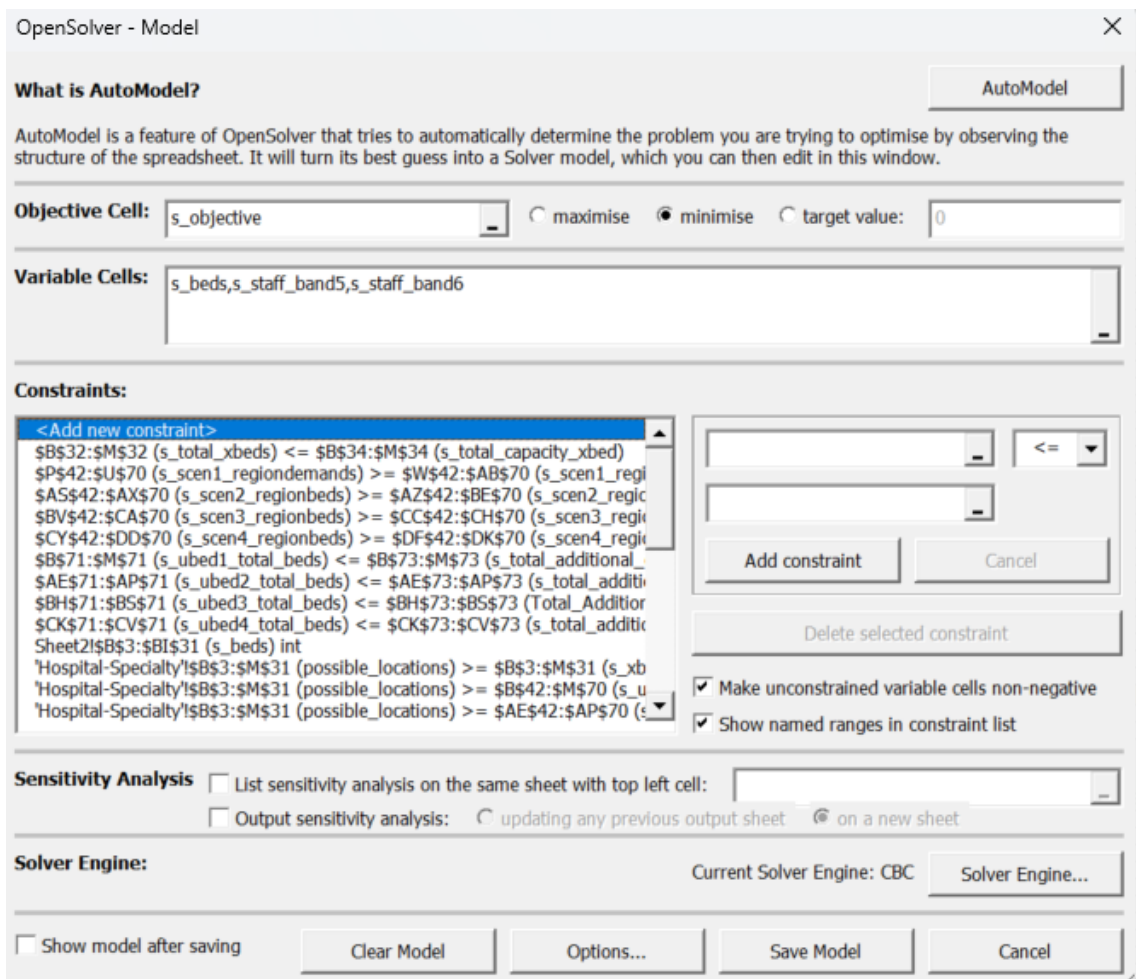 OpenSolver - Model
What is AutoModel?
AutoModel
AutoModel is a feature of OpenSolver that tries to automatically determine the problem you are trying to optimise by observing the
structure of the spreadsheet. It will turn its best guess into a Solver model, which you can then edit in this window.
Objective Cell: s_objective maximise minimise target value: 0
Variable Cells: s_beds,s_staff_band5,s_staff_band6
Constraints:
<Add new constraint>
$B$32:$M$32 (s_total_xbeds) <= $B$34:$M$34 (s_total_capacity_xbed)
$P$42:$U$70 (s_scen1_regiondemands) >= $W$42:$AB$70 (s_scen1_regi
$AS$42:$AX$70 (s_scen2_regionbeds) >= $AZ$42:$BE$70 (s_scen2_regic
$BV$42:$CA$70 (s_scen3_regionbeds) >= $CC$42:$CH$70 (s_scen3_regio
$CY$42:$DD$70 (s_scen4_regionbeds) >= $DF$42:$DK$70 (s_scen4_regio
$B$71:$M$71 (s_ubed1_total_beds) <= $B$73:$M$73 (s_total_additional_
$AE$71:$AP$71 (s_ubed2_total_beds) <= $AE$73:$AP$73 (s_total_additi
$BH$71:$BS$71 (s_ubed3_total_beds) <= $BH$73:$BS$73 (Total_Addition
$CK$71:$CV$73 (s_ubed4_total_beds) <= $CK$73:$CV$73 (s_total_additic
Sheet2!$B$3:$BI$31 (s_beds) int
'Hospital-Specialty'!$B$3:$M$31 (possible_locations) >= $B$3:$M$31 (s_xb
'Hospital-Specialty'!$B$3:$M$31 (possible_locations) >= $B$42:$M$70 (s_u
'Hospital-Specialty'!$B$3:$M$31 (possible_locations) >= $AE$42:$AP$70 (s
<=
Add constraint
Cancel
Delete selected constraint
Make unconstrained variable cells non-negative
Show named ranges in constraint list
Sensitivity Analysis List sensitivity analysis on the same sheet with top left cell:
Output sensitivity analysis: updating any previous output sheet on a new sheet
Solver Engine:
Current Solver Engine: CBC
Solver Engine...
Show model after saving
Clear Model
Options...
Save Model
Cancel